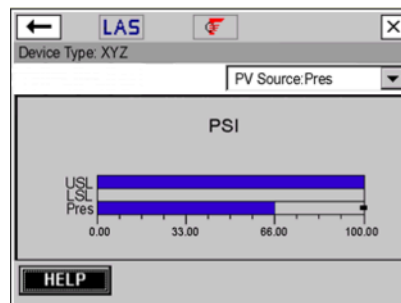 LAS
Device Type: XYZ
PV Source:Pres
PSI
USL
LSL
Pres
0.00 33.00 66.00 100.00
HELP